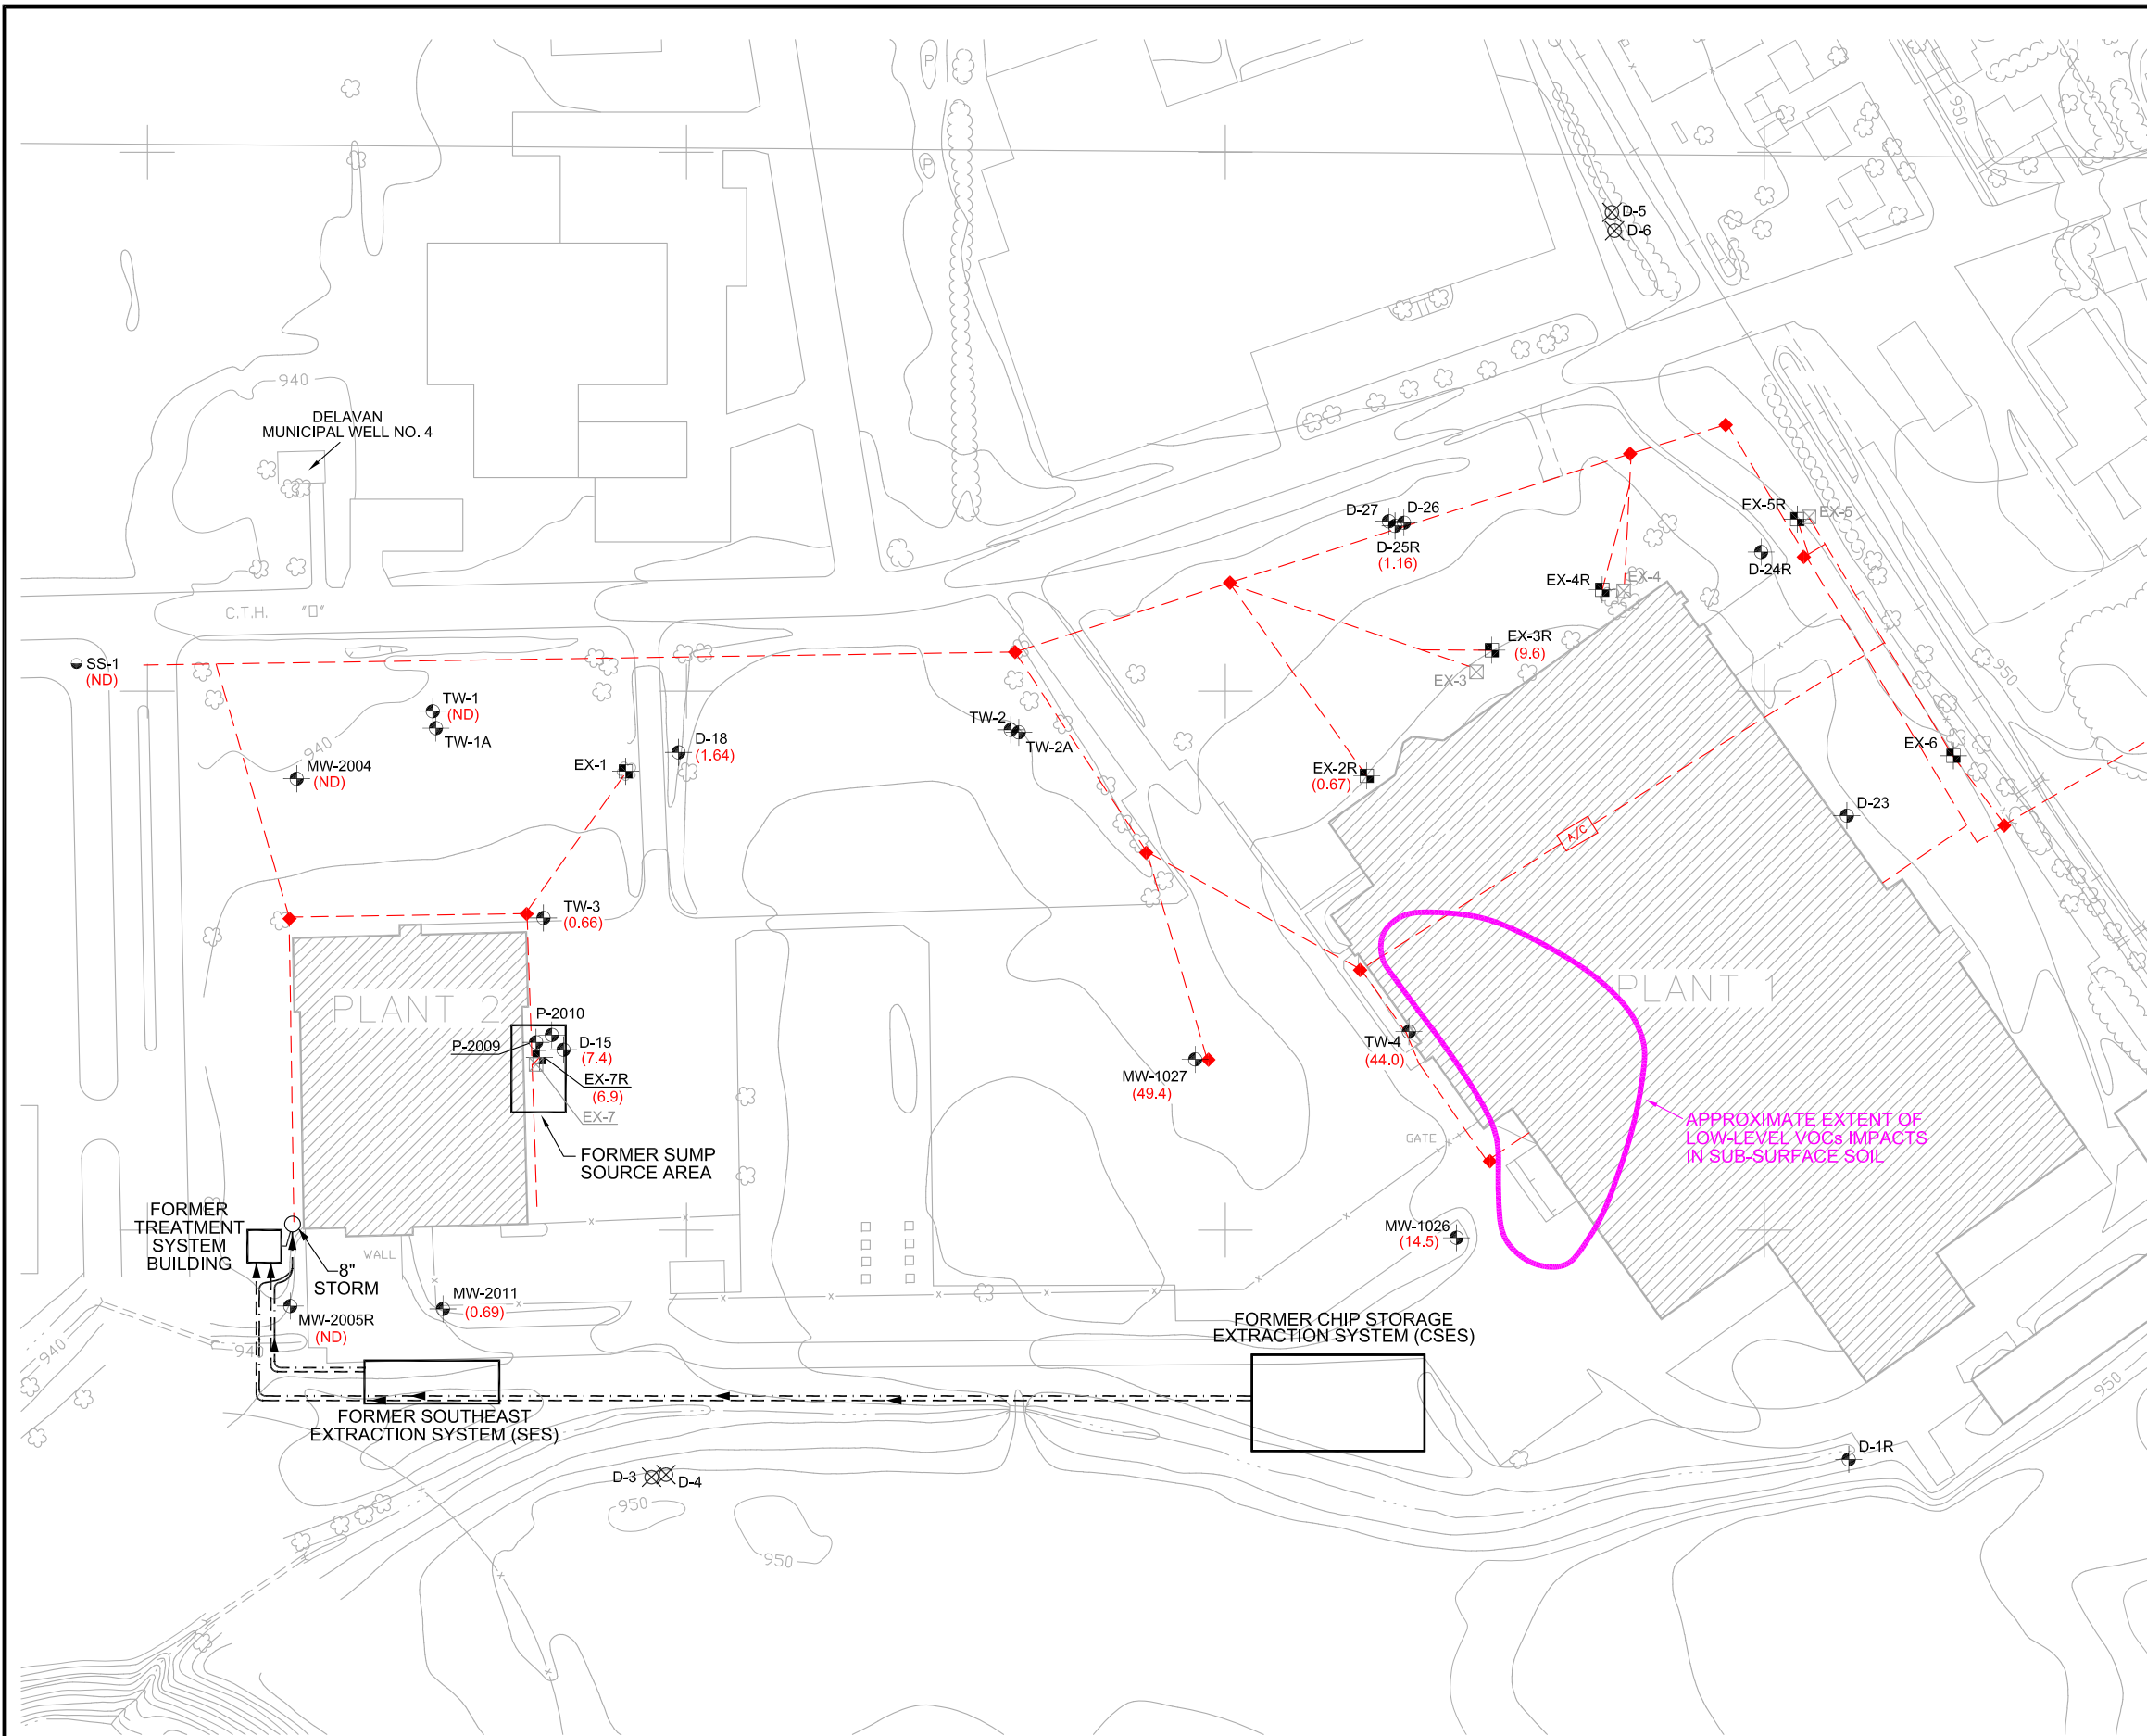 P
950
P
D-5
D-6
940
DELAVAN
MUNICIPAL WELL NO. 4
D-27
D-26
D-25R
(1.16)
EX-5R
EX-5
D-24R
EX-4R
EX-4
C.T.H. "O"
EX-3R
(9.6)
EX-3
SS-1
(ND)
950
TW-1
(ND)
TW-1A
940
MW-2004
(ND)
EX-1
D-18
(1.64)
TW-2
TW-2A
EX-2R
(0.67)
EX-6
D-23
A/C
TW-3
(0.66)
PLANT 2
PLANT 1
P-2010
P-2009
D-15
(7.4)
EX-7R
(6.9)
EX-7
TW-4
(44.0)
MW-1027
(49.4)
FORMER SUMP
SOURCE AREA
GATE
APPROXIMATE EXTENT OF
LOW-LEVEL VOCs IMPACTS
IN SUB-SURFACE SOIL
FORMER
TREATMENT
SYSTEM
BUILDING
WALL
8"
STORM
MW-1026
(14.5)
MW-2011
(0.69)
MW-2005R
(ND)
940
940
FORMER CHIP STORAGE
EXTRACTION SYSTEM (CSES)
950
FORMER SOUTHEAST
EXTRACTION SYSTEM (SES)
D-1R
D-3
D-4
950
950